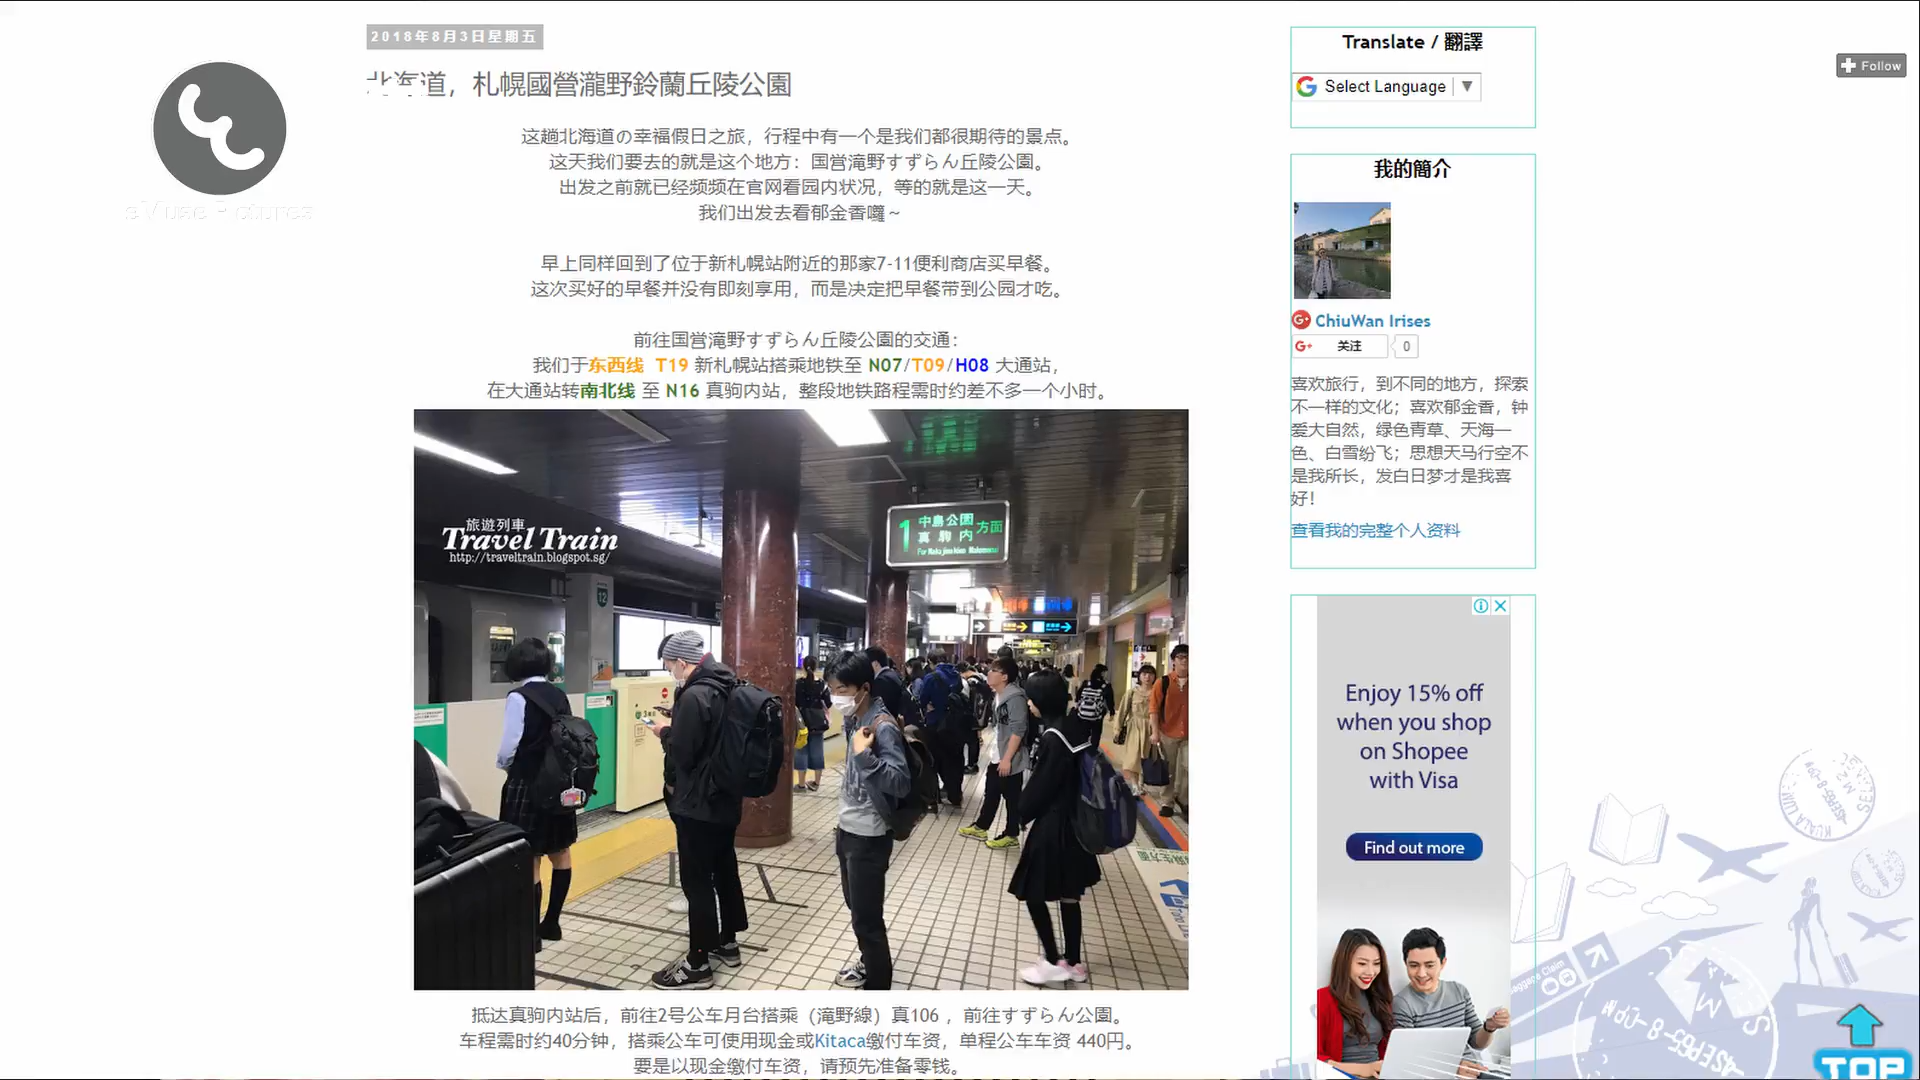 2018年8月3日星期五
北海道，札幌國營瀧野鈴蘭丘陵公園
这趟北海道の幸福假日之旅，行程中有一个是我们都很期待的景点。
这天我们要去的就是这个地方：国営滝野すずらん丘陵公園。
出发之前就已经频频在官网看园内状况，等的就是这一天。
我们出发去看郁金香囉～
早上同样回到了位于新札幌站附近的那家7-11便利商店买早餐。
这次买好的早餐并没有即刻享用，而是决定把早餐带到公园才吃。
前往国営滝野すずらん丘陵公園的交通：
我们于东西线 T19 新札幌站搭乘地铁至 N07/T09/H08 大通站，
在大通站转南北线 至 N16 真驹内站，整段地铁路程需时约差不多一个小时。
旅遊列車
Travel Train
http://traveltrain.blogspot.sg/
1 中島公園 方面
真駒内
12
抵达真驹内站后，前往2号公车月台搭乘（滝野線）真106 ，前往すずらん公園。
车程需时约40分钟，搭乘公车可使用现金或Kitaca缴付车资，单程公车车资 440円。
要是以现金缴付车资，请预先准备零钱。
eMuse Pictures
Translate / 翻譯
Select Language ▼
Follow
我的簡介
ChiuWan Irises
G+ 关注 0
喜欢旅行，到不同的地方，探索
不一样的文化；喜欢郁金香，钟
爱大自然，绿色青草、天海一
色、白雪纷飞；思想天马行空不
是我所长，发白日梦才是我喜
好！
查看我的完整个人资料
Enjoy 15% off
when you shop
on Shopee
with Visa
Find out more
TOP